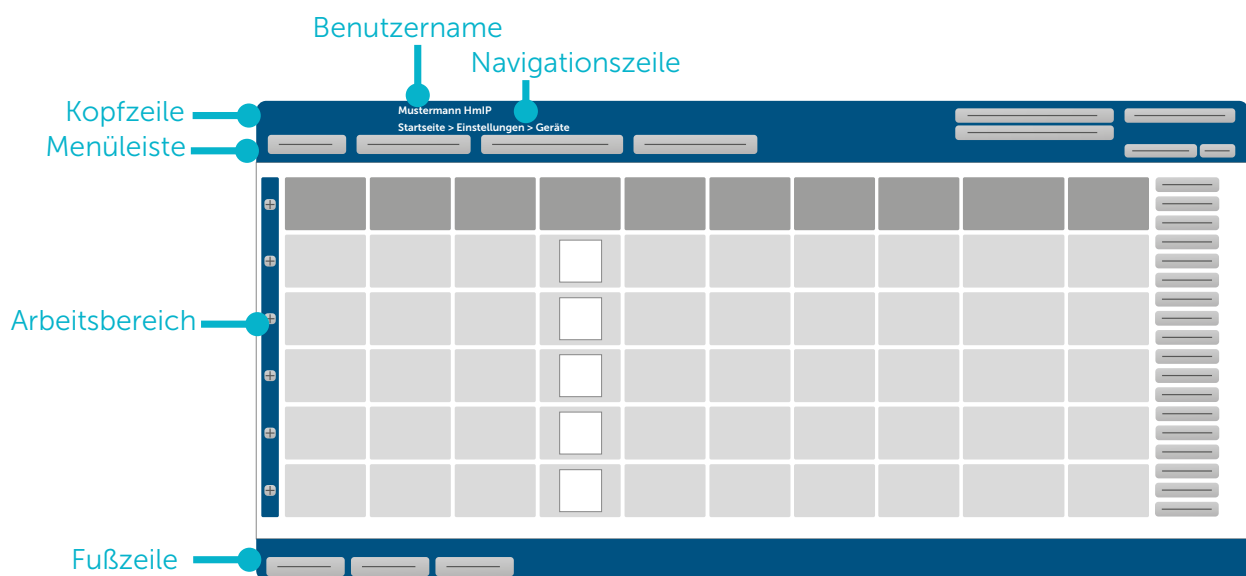 Benutzername
Navigationszeile
Kopfzeile
Mustermann HmIP
Startseite > Einstellungen > Geräte
Menüleiste
Arbeitsbereich
Fußzeile